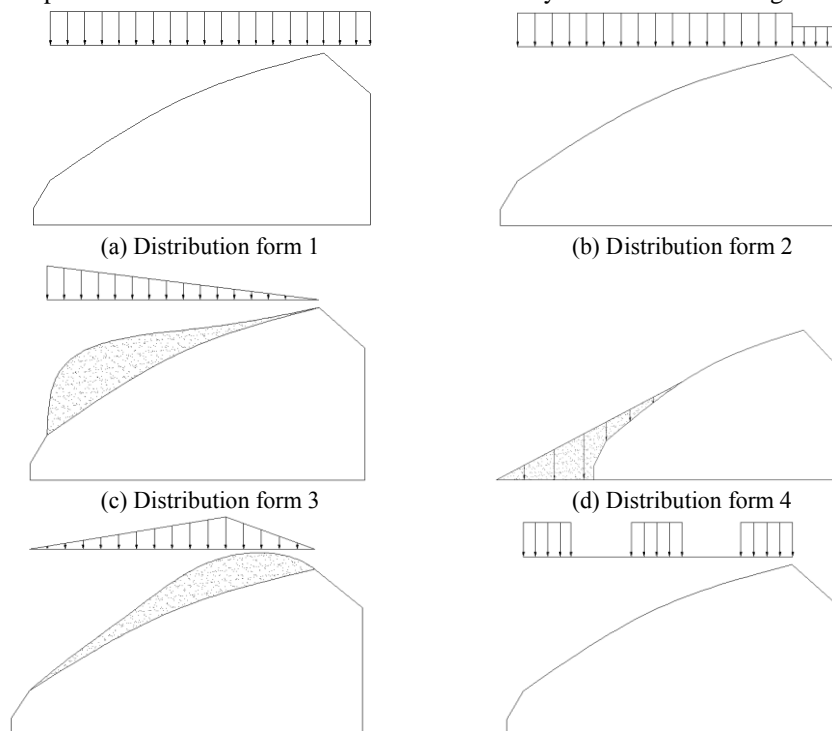 (a) Distribution form 1
(b) Distribution form 2
(c) Distribution form 3
(d) Distribution form 4